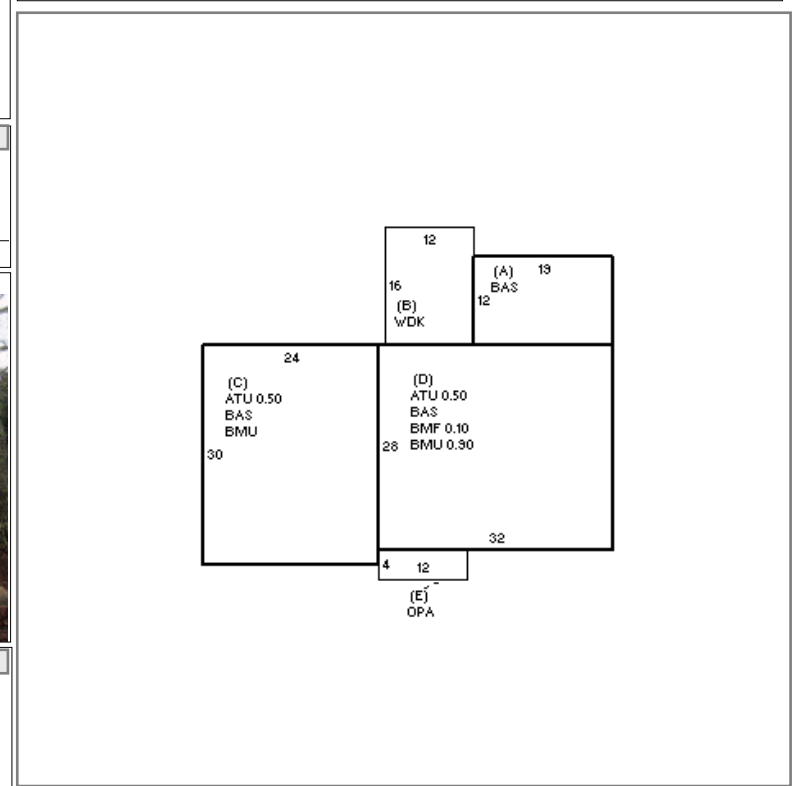 12
16
(B)
WDK
(A) 19
BAS
12
24
(C)
ATU 0.50
BAS
BMU
30
(D)
ATU 0.50
BAS
BMF 0.10
28 BMU 0.90
32
4 12
(E)
OPA